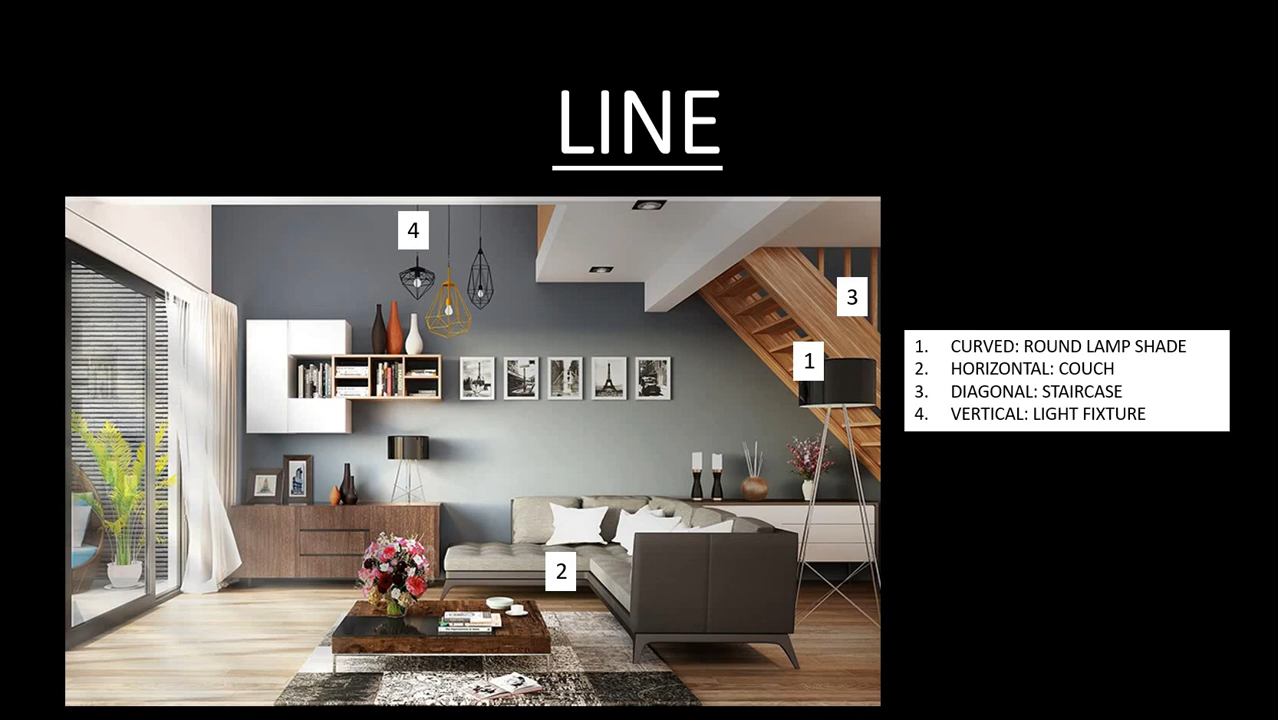 LINE
4
3
1
2
1. CURVED: ROUND LAMP SHADE
2. HORIZONTAL: COUCH
3. DIAGONAL: STAIRCASE
4. VERTICAL: LIGHT FIXTURE